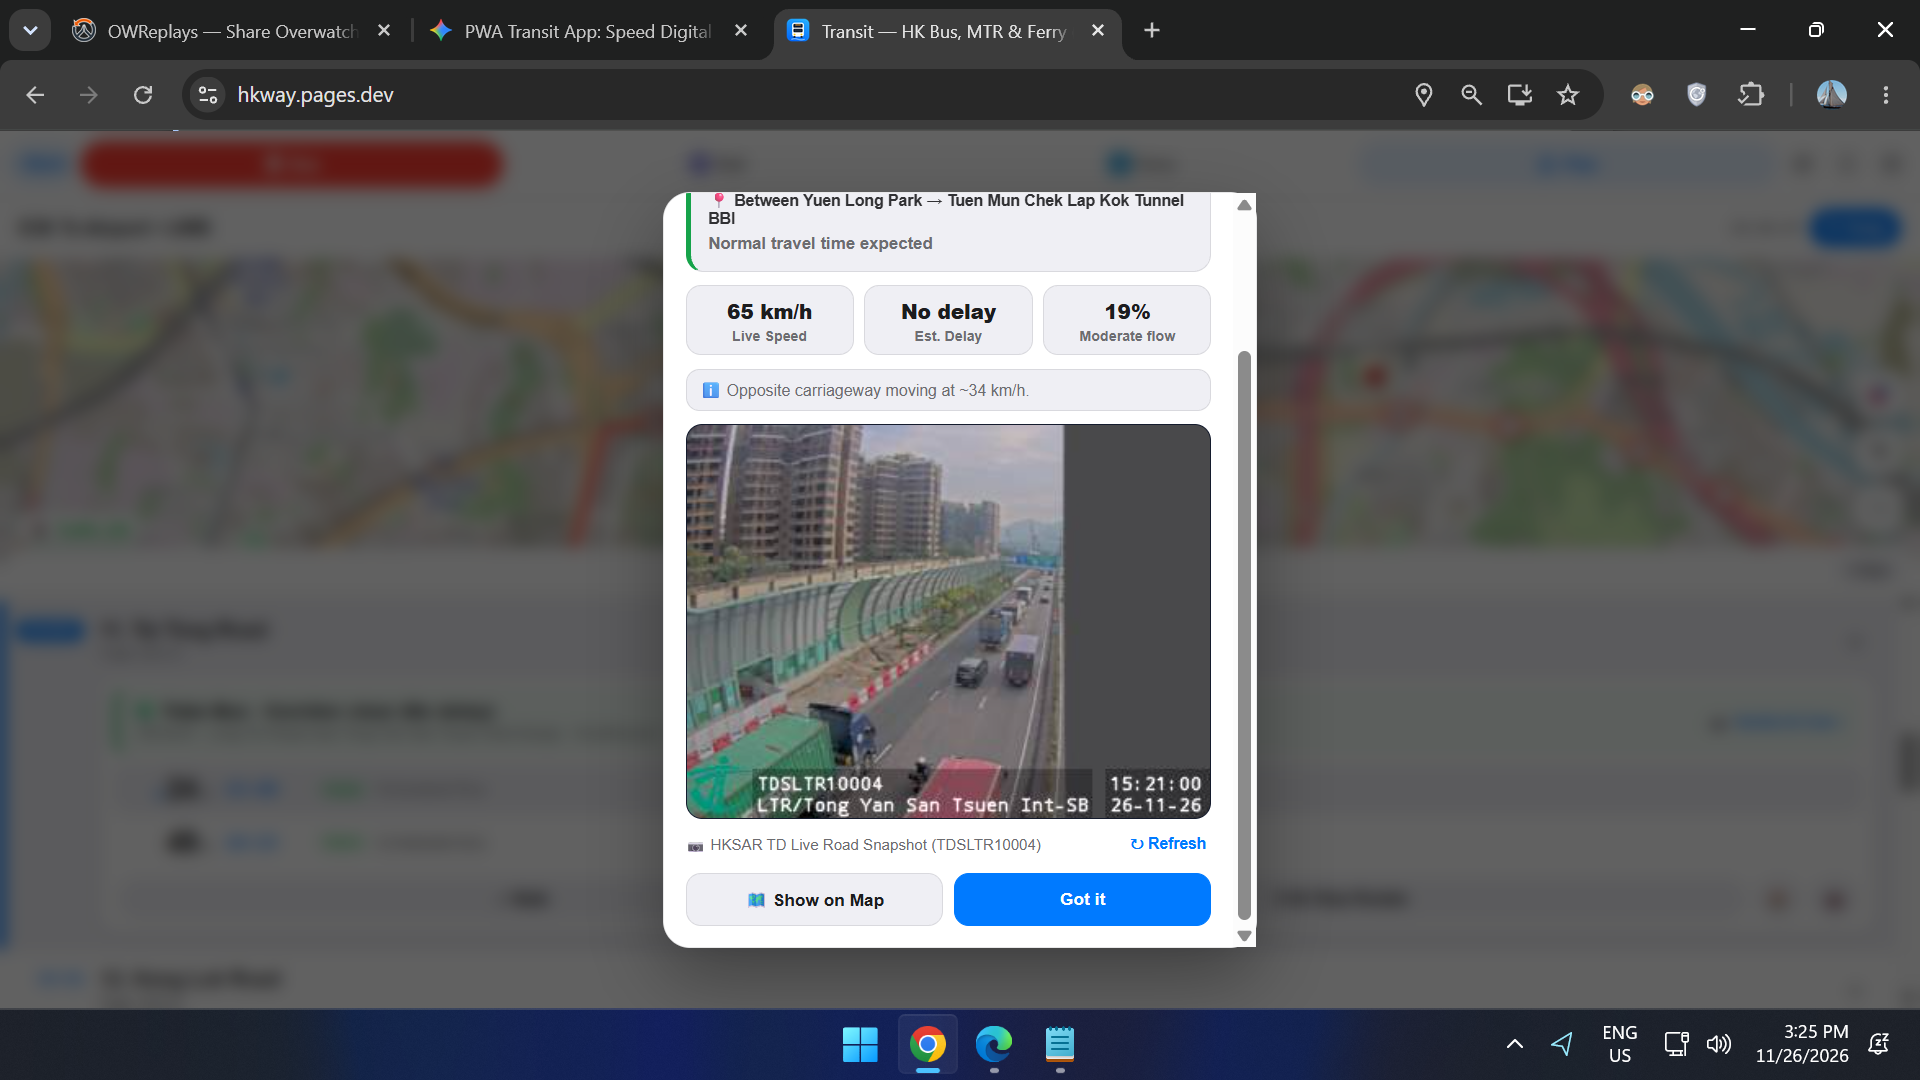 OWReplays — Share Overwatch
PWA Transit App: Speed Digital
Transit — HK Bus, MTR & Ferry
hkway.pages.dev
Between Yuen Long Park → Tuen Mun Chek Lap Kok Tunnel
BBI
Normal travel time expected
65 km/h
Live Speed
No delay
Est. Delay
19%
Moderate flow
Opposite carriageway moving at ~34 km/h.
TDSLTR10004
LTR/Tong Yan San Tsuen Int-SB
15:21:00
26-11-26
HKSAR TD Live Road Snapshot (TDSLTR10004)
↻ Refresh
Show on Map
Got it
ENG
US
3:25 PM
11/26/2026